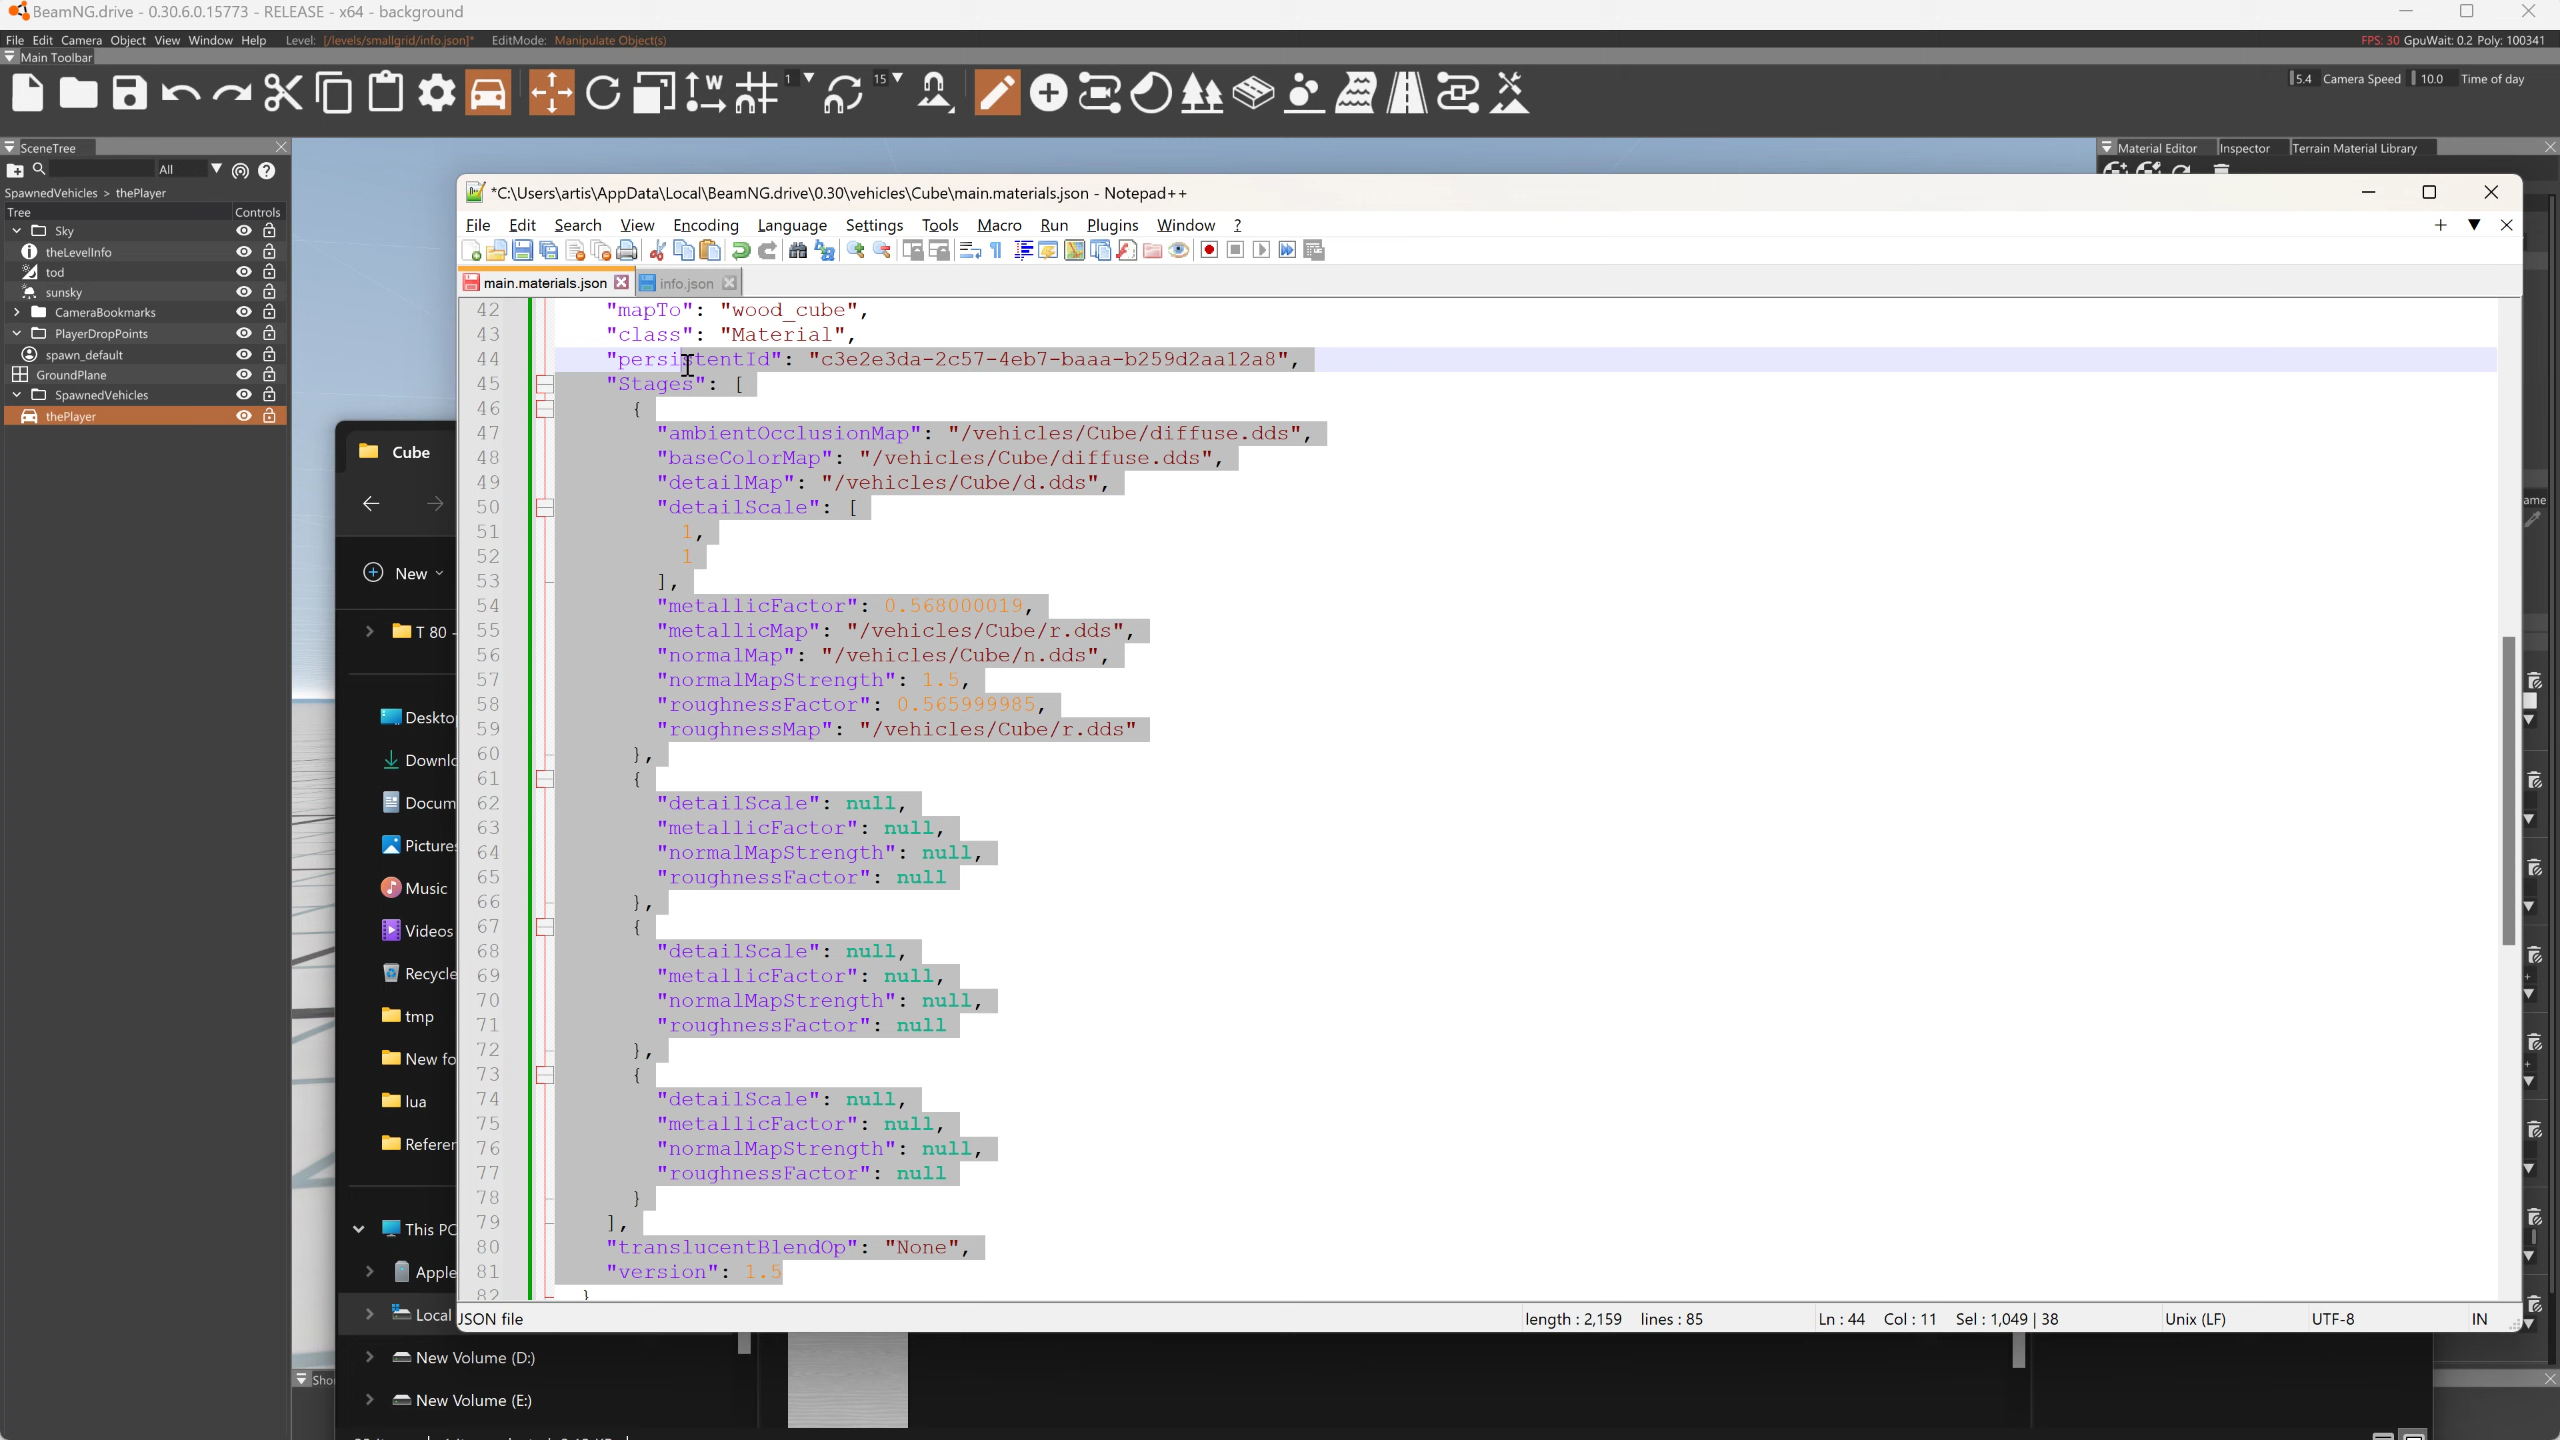 BeamNG.drive - 0.30.6.0.15773 - RELEASE - x64 - background
File Edit Camera Object View Window Help Level: [/levels/smallgrid/info.json]* EditMode: Manipulate Object(s)
FPS: 30 GpuWait: 0.2 Poly: 100341
Main Toolbar
1 15
5.4 Camera Speed 10.0 Time of day
SceneTree
All
SpawnedVehicles > thePlayer
Tree Controls
Sky
theLevelInfo
tod
sunsky
CameraBookmarks
PlayerDropPoints
spawn_default
GroundPlane
SpawnedVehicles
thePlayer
Material Editor Inspector Terrain Material Library
ame
Cube
New
T 80 -
Deskto
Downlo
Docum
Pictures
Music
Videos
Recycle
tmp
New fo
lua
Referen
This PC
Apple
Local
New Volume (D:)
New Volume (E:)
Sho
*C:\Users\artis\AppData\Local\BeamNG.drive\0.30\vehicles\Cube\main.materials.json - Notepad++
File Edit Search View Encoding Language Settings Tools Macro Run Plugins Window ?
main.materials.json info.json
42 "mapTo": "wood_cube",
43 "class": "Material",
44 "persistentId": "c3e2e3da-2c57-4eb7-baaa-b259d2aa12a8",
45 "Stages": [
46 {
47 "ambientOcclusionMap": "/vehicles/Cube/diffuse.dds",
48 "baseColorMap": "/vehicles/Cube/diffuse.dds",
49 "detailMap": "/vehicles/Cube/d.dds",
50 "detailScale": [
51 1,
52 1
53 ],
54 "metallicFactor": 0.568000019,
55 "metallicMap": "/vehicles/Cube/r.dds",
56 "normalMap": "/vehicles/Cube/n.dds",
57 "normalMapStrength": 1.5,
58 "roughnessFactor": 0.565999985,
59 "roughnessMap": "/vehicles/Cube/r.dds"
60 },
61 {
62 "detailScale": null,
63 "metallicFactor": null,
64 "normalMapStrength": null,
65 "roughnessFactor": null
66 },
67 {
68 "detailScale": null,
69 "metallicFactor": null,
70 "normalMapStrength": null,
71 "roughnessFactor": null
72 },
73 {
74 "detailScale": null,
75 "metallicFactor": null,
76 "normalMapStrength": null,
77 "roughnessFactor": null
78 }
79 ],
80 "translucentBlendOp": "None",
81 "version": 1.5
82 }
JSON file length : 2,159 lines : 85 Ln : 44 Col : 11 Sel : 1,049 | 38 Unix (LF) UTF-8 IN